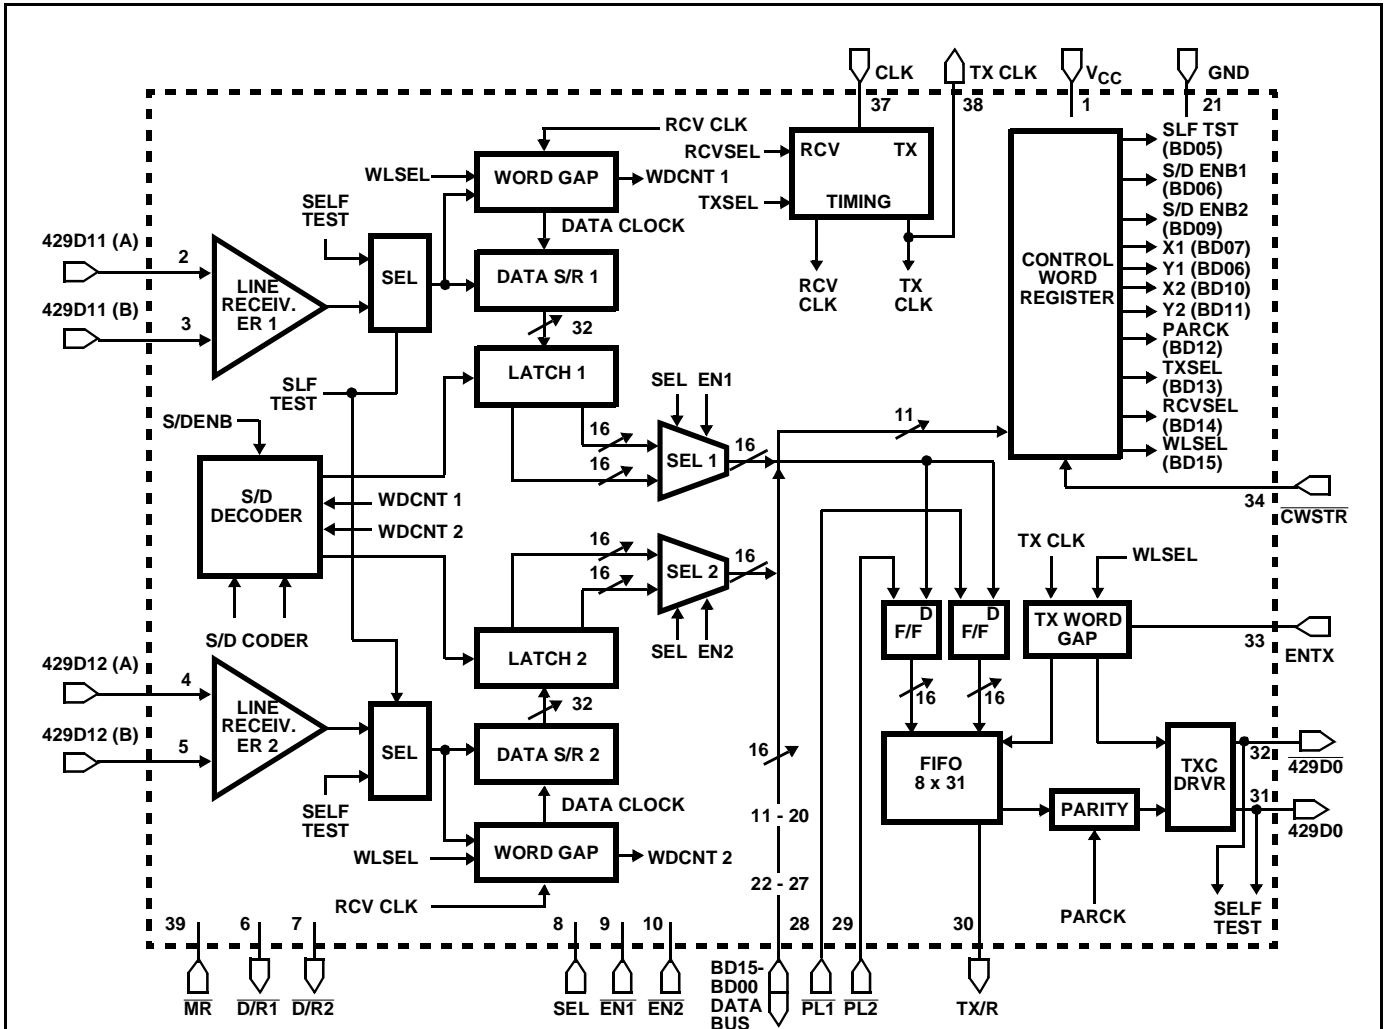 CLK
TX CLK
VCC
GND
37
38
1
21
RCV CLK
RCVSEL
TXSEL
RCV
TX
TIMING
RCV
CLK
TX
CLK
WLSEL
WORD GAP
WDCNT 1
DATA CLOCK
SELF
TEST
429D11 (A)
2
429D11 (B)
3
LINE
RECEIV.
ER 1
SEL
DATA S/R 1
32
LATCH 1
SLF
TEST
S/DENB
S/D
DECODER
WDCNT 1
WDCNT 2
S/D CODER
16
16
SEL
EN1
SEL 1
16
11
16
16
SEL 2
16
SEL
EN2
CONTROL
WORD
REGISTER
SLF TST
(BD05)
S/D ENB1
(BD06)
S/D ENB2
(BD09)
X1 (BD07)
Y1 (BD06)
X2 (BD10)
Y2 (BD11)
PARCK
(BD12)
TXSEL
(BD13)
RCVSEL
(BD14)
WLSEL
(BD15)
34
CWSTR
TX CLK
WLSEL
D
F/F
D
F/F
TX WORD
GAP
33
ENTX
16
16
FIFO
8 x 31
PARITY
TXC
DRVR
32
429D0
31
429D0
PARCK
SELF
TEST
429D12 (A)
4
429D12 (B)
5
LINE
RECEIV.
ER 2
SEL
SELF
TEST
LATCH 2
32
DATA S/R 2
DATA CLOCK
WORD GAP
WLSEL
WDCNT 2
RCV CLK
16
11 - 20
22 - 27
39
6
7
8
9
10
28
29
30
MR
D/R1
D/R2
SEL
EN1
EN2
BD15-
BD00
DATA
BUS
PL1
PL2
TX/R